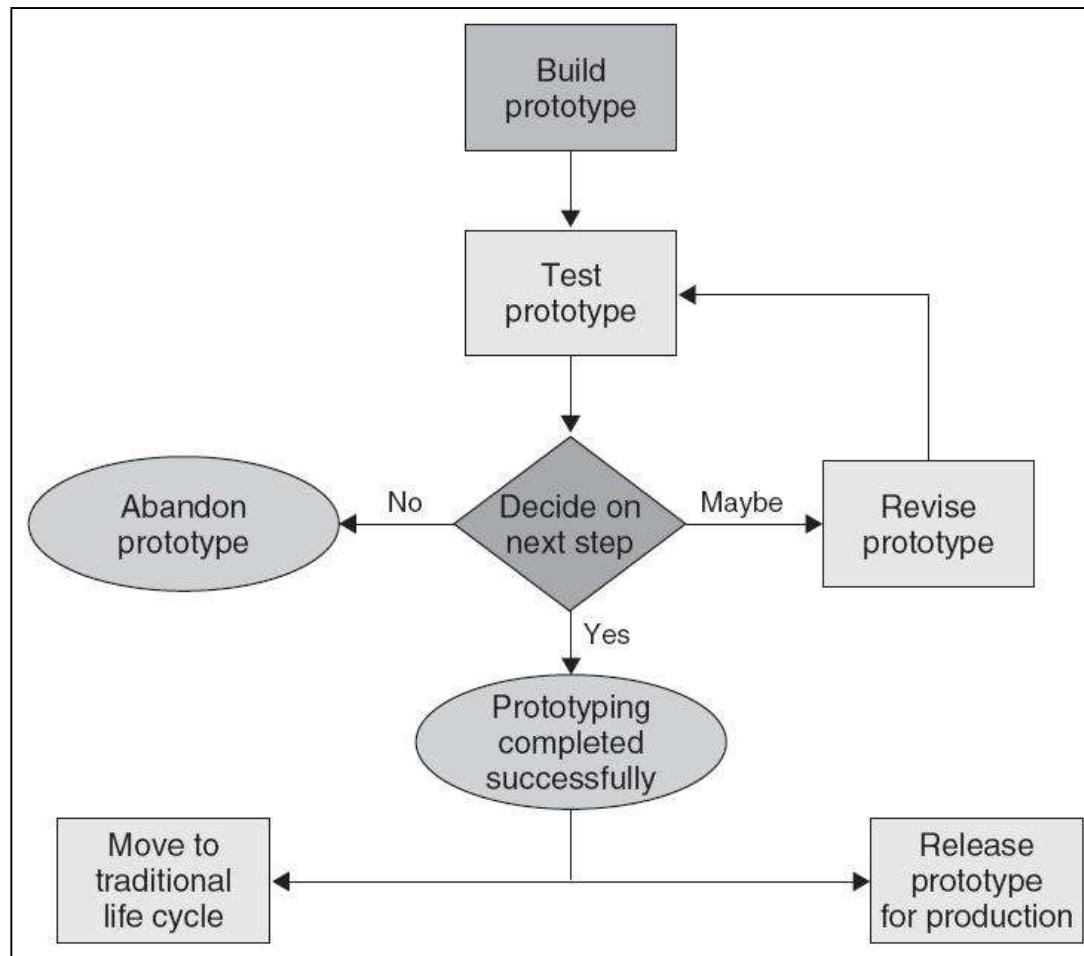 Build
prototype
Test
prototype
Abandon
prototype
No
Decide on
next step
Maybe
Revise
prototype
Yes
Prototyping
completed
successfully
Move to
traditional
life cycle
Release
prototype
for production